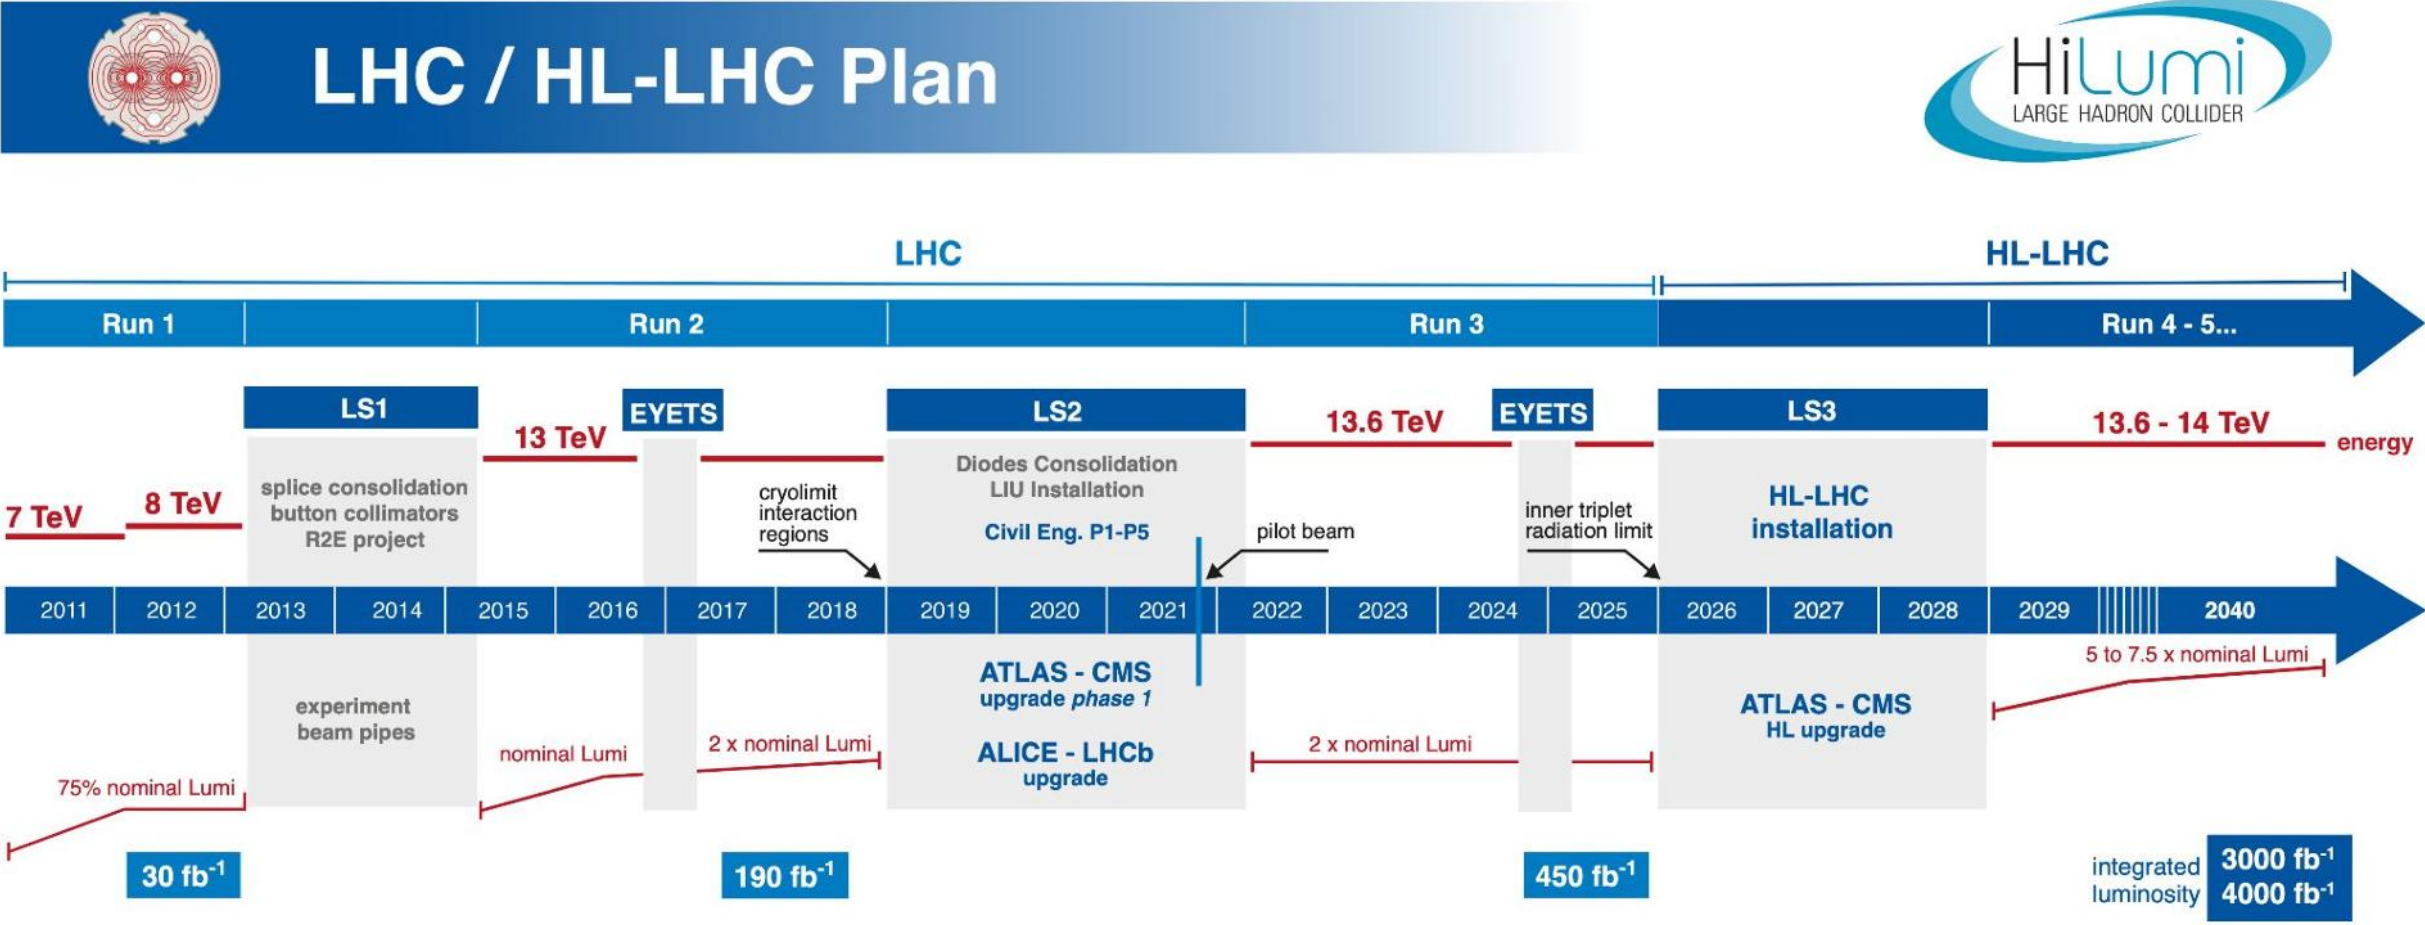 LHC / HL-LHC Plan
HiLumi
LARGE HADRON COLLIDER
LHC
HL-LHC
Run 1
Run 2
Run 3
Run 4 - 5...
LS1
EYETS
LS2
EYETS
LS3
13 TeV
13.6 TeV
13.6 - 14 TeV
energy
7 TeV
8 TeV
splice consolidation
button collimators
R2E project
cryolimit
interaction
regions
Diodes Consolidation
LIU Installation
Civil Eng. P1-P5
pilot beam
inner triplet
radiation limit
HL-LHC
installation
2011 2012 2013 2014 2015 2016 2017 2018 2019 2020 2021 2022 2023 2024 2025 2026 2027 2028 2029 2040
experiment
beam pipes
ATLAS - CMS
upgrade phase 1
ALICE - LHCb
upgrade
ATLAS - CMS
HL upgrade
5 to 7.5 x nominal Lumi
75% nominal Lumi
nominal Lumi
2 x nominal Lumi
2 x nominal Lumi
30 fb⁻¹
190 fb⁻¹
450 fb⁻¹
integrated
luminosity
3000 fb⁻¹
4000 fb⁻¹